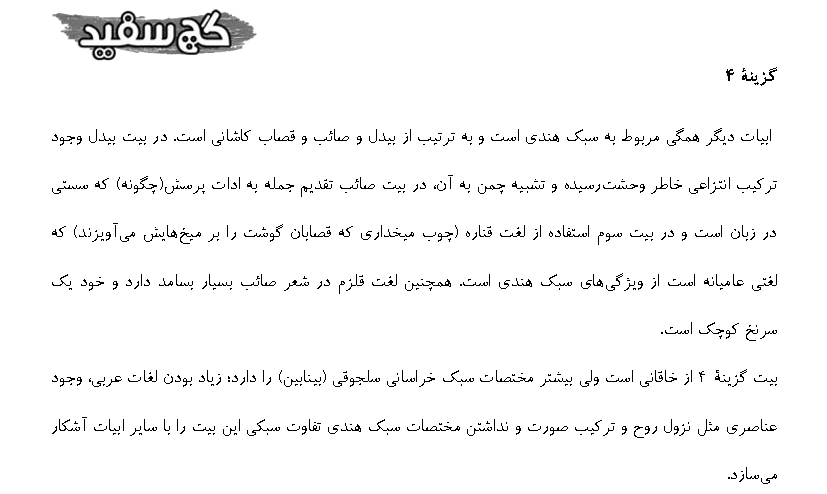 گچ سفید
گزینهٔ ۴
ابیات دیگر همگی مربوط به سبک هندی است و به ترتیب از بیدل و صائب و قصاب کاشانی است. در بیت بیدل وجود
ترکیب انتزاعی خاطر وحشت‌رسیده و تشبیه چمن به آن، در بیت صائب تقدیم جمله به ادات پرسش(چگونه) که سستی
در زبان است و در بیت سوم استفاده از لغت قناره (چوب میخداری که قصابان گوشت را بر میخ‌هایش می‌آویزند) که
لغتی عامیانه است از ویژگی‌های سبک هندی است. همچنین لغت قلزم در شعر صائب بسیار بسامد دارد و خود یک
سرنخ کوچک است.
بیت گزینهٔ ۴ از خاقانی است ولی بیشتر مختصات سبک خراسانی سلجوقی (بینابین) را دارد؛ زیاد بودن لغات عربی، وجود
عناصری مثل نزول روح و ترکیب صورت و نداشتن مختصات سبک هندی تفاوت سبکی این بیت را با سایر ابیات آشکار
می‌سازد.